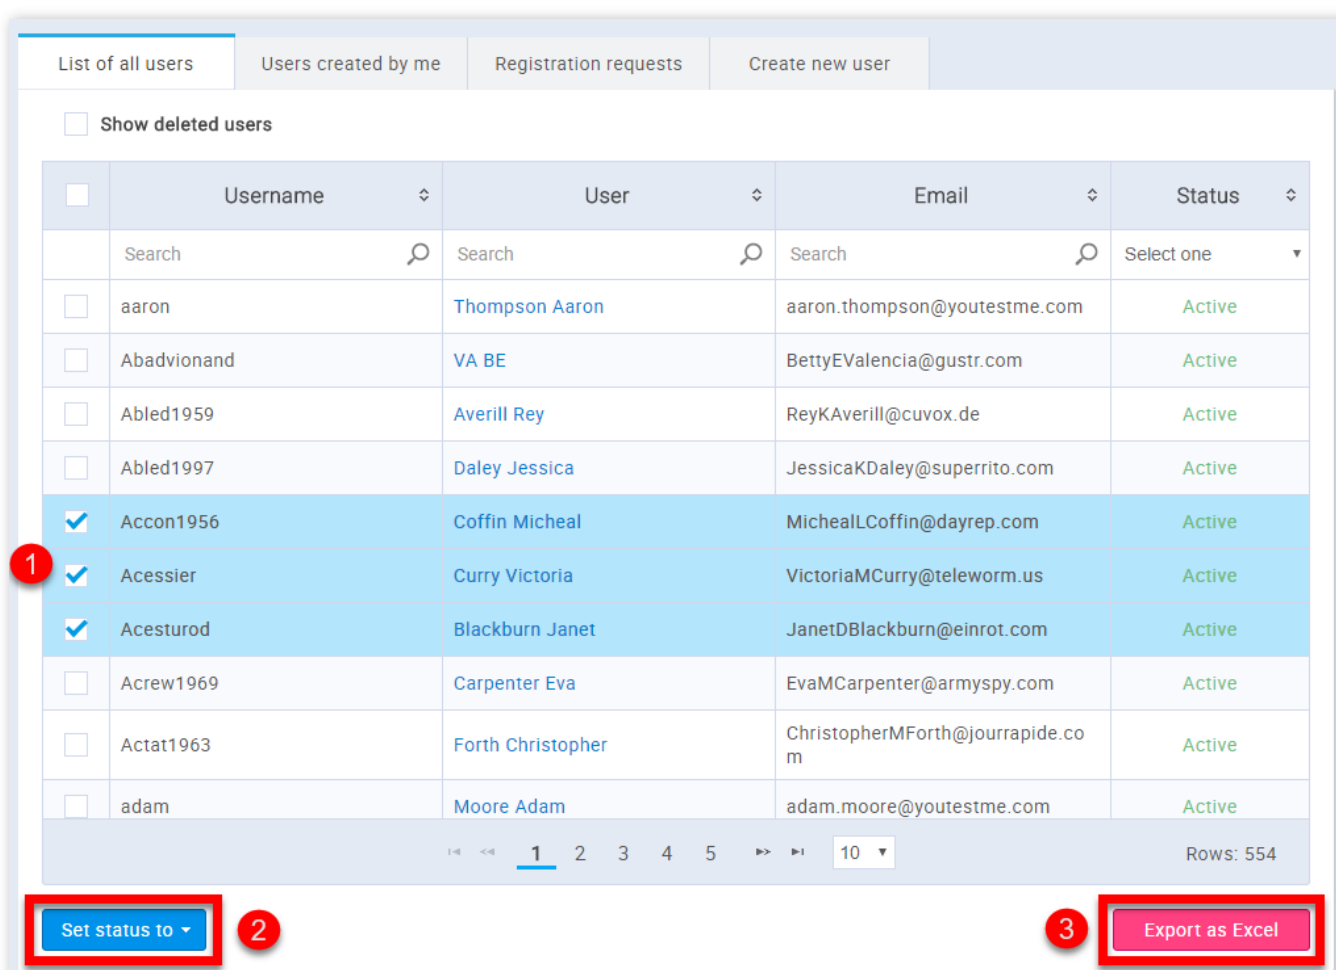 List of all users Users created by me Registration requests Create new user
Show deleted users
Username User Email Status
Search Search Search Select one
aaron Thompson Aaron aaron.thompson@youtestme.com Active
Abadvionand VA BE BettyEValencia@gustr.com Active
Abled1959 Averill Rey ReyKAverill@cuvox.de Active
Abled1997 Daley Jessica JessicaKDaley@superrito.com Active
Accon1956 Coffin Micheal MichealLCoffin@dayrep.com Active
1
Acessier Curry Victoria VictoriaMCurry@teleworm.us Active
Acesturod Blackburn Janet JanetDBlackburn@einrot.com Active
Acrew1969 Carpenter Eva EvaMCarpenter@armyspy.com Active
Actat1963 Forth Christopher ChristopherMForth@jourrapide.co
m Active
adam Moore Adam adam.moore@youtestme.com Active
1 2 3 4 5 10 Rows: 554
Set status to 2 3 Export as Excel